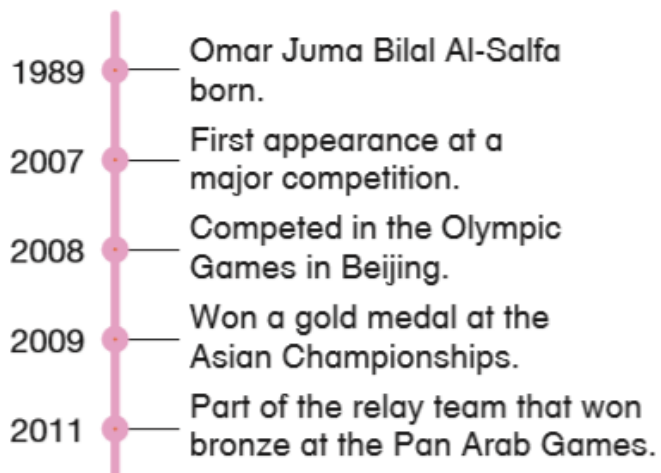 1989
Omar Juma Bilal Al-Salfa
born.
2007
First appearance at a
major competition.
2008
Competed in the Olympic
Games in Beijing.
2009
Won a gold medal at the
Asian Championships.
2011
Part of the relay team that won
bronze at the Pan Arab Games.